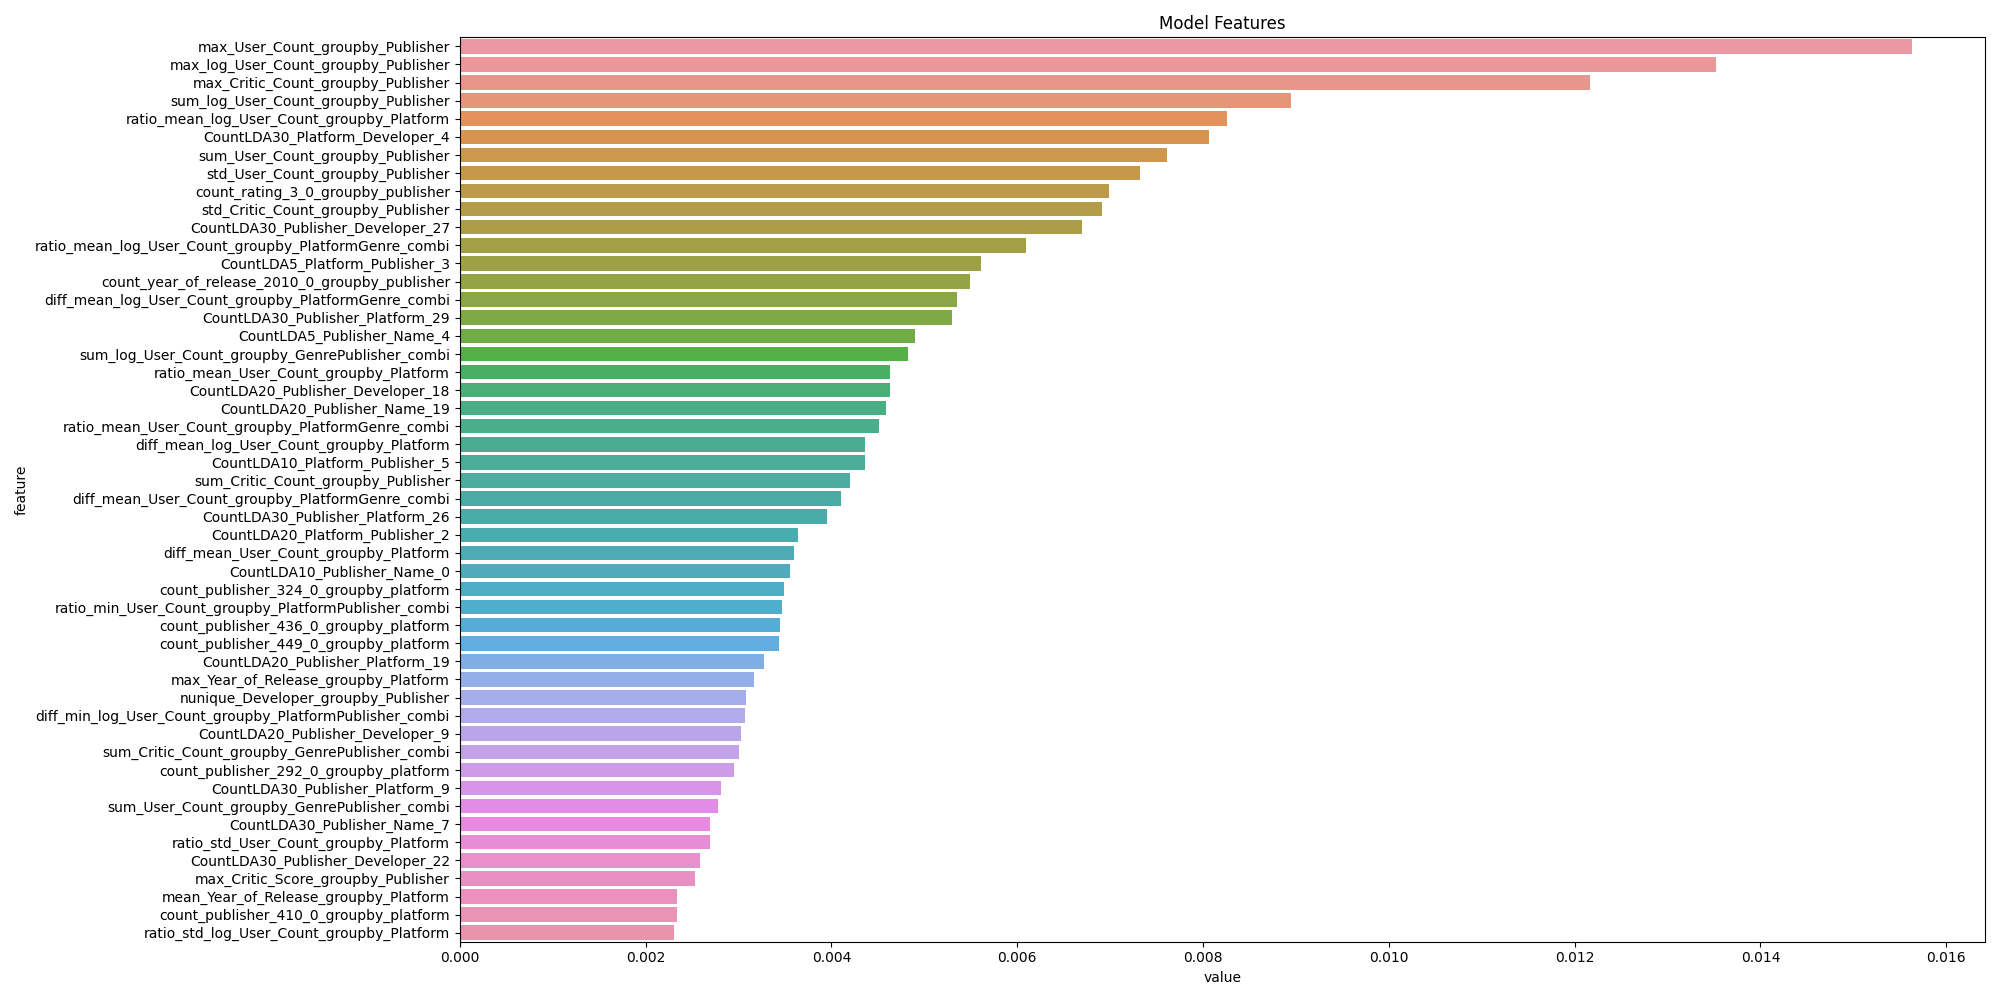 Model Features
max_User_Count_groupby_Publisher
max_log_User_Count_groupby_Publisher
max_Critic_Count_groupby_Publisher
sum_log_User_Count_groupby_Publisher
ratio_mean_log_User_Count_groupby_Platform
CountLDA30_Platform_Developer_4
sum_User_Count_groupby_Publisher
std_User_Count_groupby_Publisher
count_rating_3_0_groupby_publisher
std_Critic_Count_groupby_Publisher
CountLDA30_Publisher_Developer_27
ratio_mean_log_User_Count_groupby_PlatformGenre_combi
CountLDA5_Platform_Publisher_3
count_year_of_release_2010_0_groupby_publisher
diff_mean_log_User_Count_groupby_PlatformGenre_combi
CountLDA30_Publisher_Platform_29
CountLDA5_Publisher_Name_4
sum_log_User_Count_groupby_GenrePublisher_combi
ratio_mean_User_Count_groupby_Platform
CountLDA20_Publisher_Developer_18
CountLDA20_Publisher_Name_19
ratio_mean_User_Count_groupby_PlatformGenre_combi
diff_mean_log_User_Count_groupby_Platform
CountLDA10_Platform_Publisher_5
sum_Critic_Count_groupby_Publisher
diff_mean_User_Count_groupby_PlatformGenre_combi
CountLDA30_Publisher_Platform_26
CountLDA20_Platform_Publisher_2
diff_mean_User_Count_groupby_Platform
CountLDA10_Publisher_Name_0
count_publisher_324_0_groupby_platform
ratio_min_User_Count_groupby_PlatformPublisher_combi
count_publisher_436_0_groupby_platform
count_publisher_449_0_groupby_platform
CountLDA20_Publisher_Platform_19
max_Year_of_Release_groupby_Platform
nunique_Developer_groupby_Publisher
diff_min_log_User_Count_groupby_PlatformPublisher_combi
CountLDA20_Publisher_Developer_9
sum_Critic_Count_groupby_GenrePublisher_combi
count_publisher_292_0_groupby_platform
CountLDA30_Publisher_Platform_9
sum_User_Count_groupby_GenrePublisher_combi
CountLDA30_Publisher_Name_7
ratio_std_User_Count_groupby_Platform
CountLDA30_Publisher_Developer_22
max_Critic_Score_groupby_Publisher
mean_Year_of_Release_groupby_Platform
count_publisher_410_0_groupby_platform
ratio_std_log_User_Count_groupby_Platform
feature
0.000 0.002 0.004 0.006 0.008 0.010 0.012 0.014 0.016
value